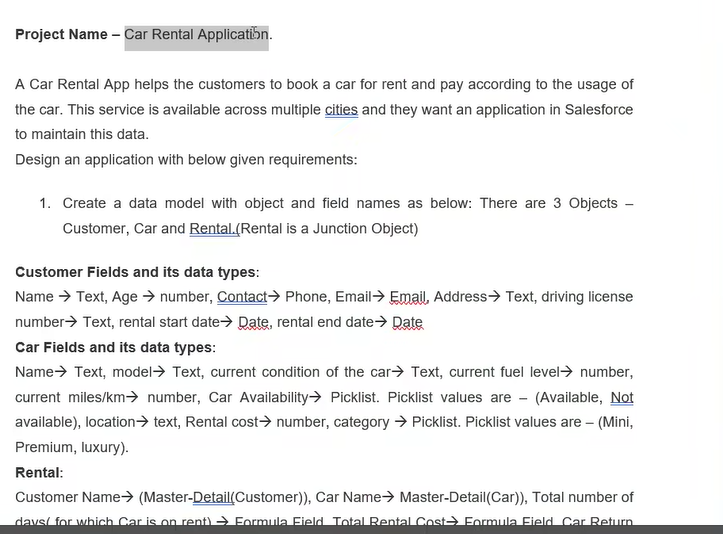 Project Name – Car Rental Application.
A Car Rental App helps the customers to book a car for rent and pay according to the usage of
the car. This service is available across multiple cities and they want an application in Salesforce
to maintain this data.
Design an application with below given requirements:
1. Create a data model with object and field names as below: There are 3 Objects –
Customer, Car and Rental.(Rental is a Junction Object)
Customer Fields and its data types:
Name → Text, Age → number, Contact→ Phone, Email→ Email, Address→ Text, driving license
number→ Text, rental start date→ Date, rental end date→ Date
Car Fields and its data types:
Name→ Text, model→ Text, current condition of the car→ Text, current fuel level→ number,
current miles/km→ number, Car Availability→ Picklist. Picklist values are – (Available, Not
available), location→ text, Rental cost→ number, category → Picklist. Picklist values are – (Mini,
Premium, luxury).
Rental:
Customer Name→ (Master-Detail(Customer)), Car Name→ Master-Detail(Car)), Total number of
days( for which Car is on rent) → Formula Field, Total Rental Cost→ Formula Field, Car Return